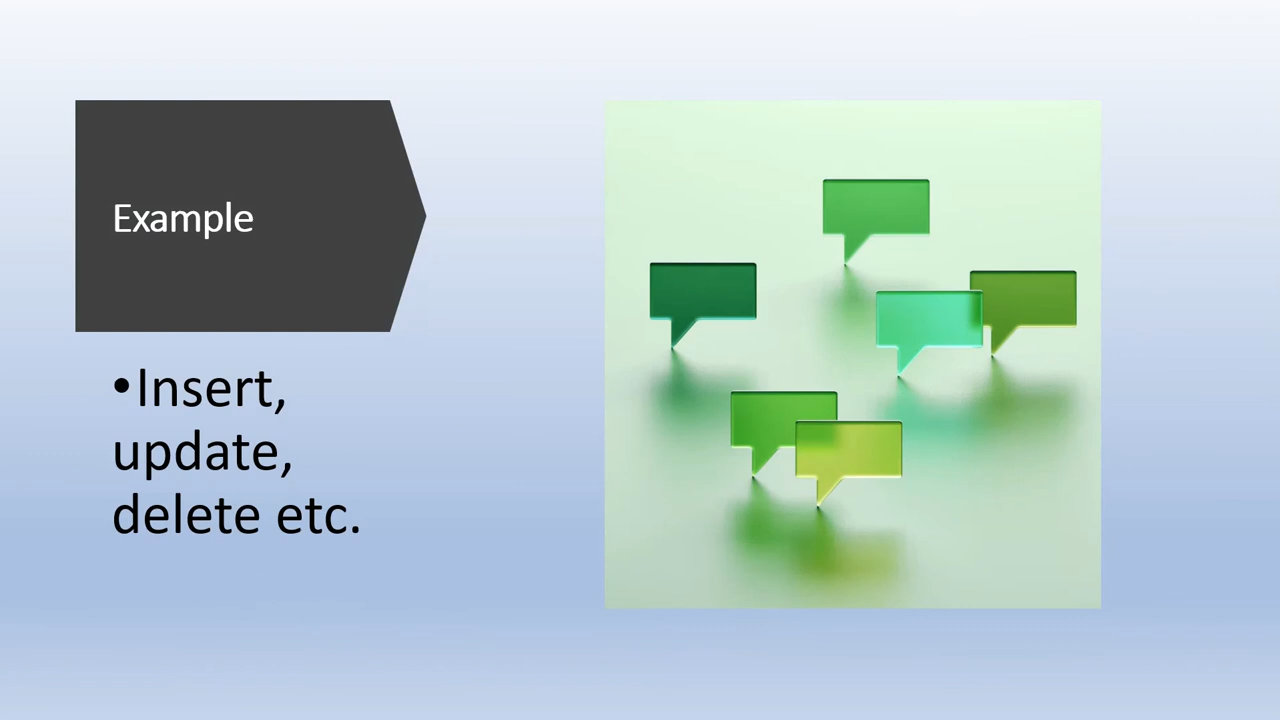 Example
•Insert,
update,
delete etc.